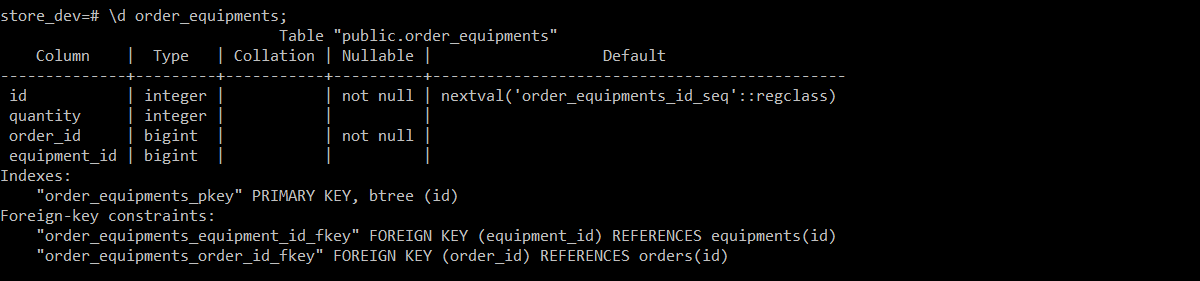 store_dev=# \d order_equipments;
                               Table "public.order_equipments"
    Column    |  Type   | Collation | Nullable |                   Default
--------------+---------+-----------+----------+----------------------------------------------
 id           | integer |           | not null | nextval('order_equipments_id_seq'::regclass)
 quantity     | integer |           |          |
 order_id     | bigint  |           | not null |
 equipment_id | bigint  |           |          |
Indexes:
    "order_equipments_pkey" PRIMARY KEY, btree (id)
Foreign-key constraints:
    "order_equipments_equipment_id_fkey" FOREIGN KEY (equipment_id) REFERENCES equipments(id)
    "order_equipments_order_id_fkey" FOREIGN KEY (order_id) REFERENCES orders(id)